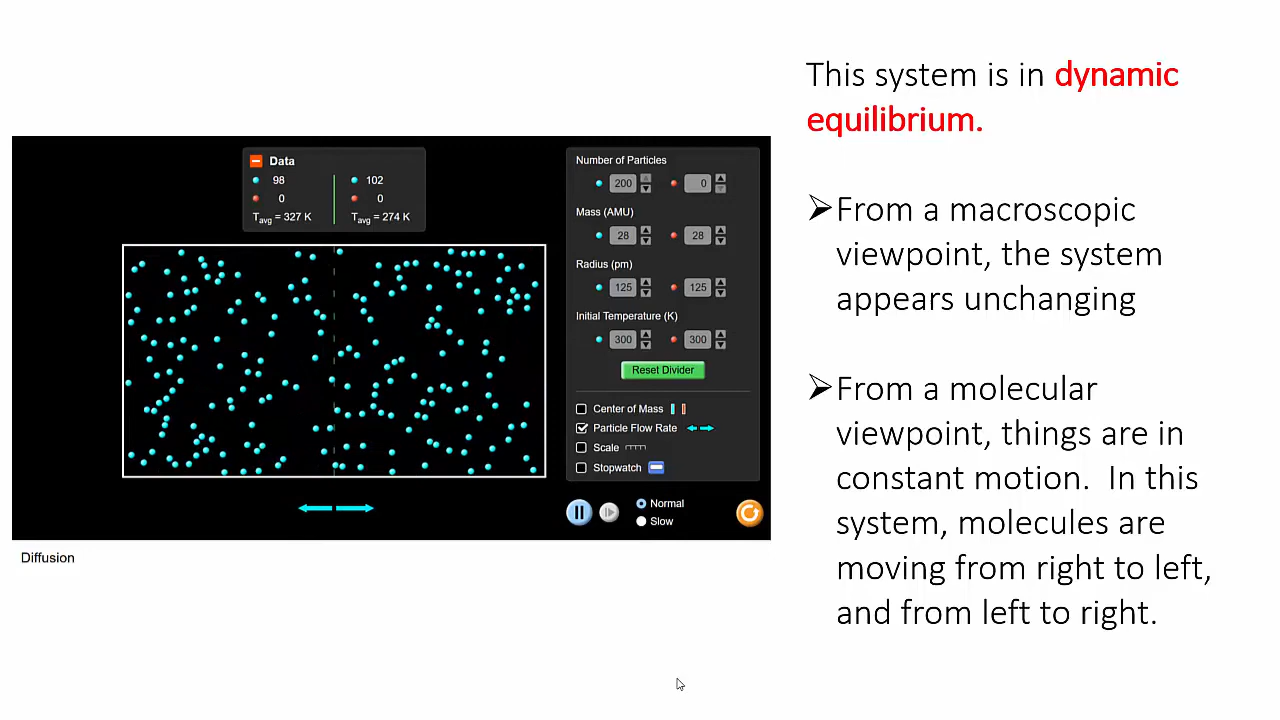 This system is in dynamic
equilibrium.
➢From a macroscopic
viewpoint, the system
appears unchanging
➢From a molecular
viewpoint, things are in
constant motion. In this
system, molecules are
moving from right to left,
and from left to right.
Data
98 102
0 0
Tavg = 327 K Tavg = 274 K
Number of Particles
200 0
Mass (AMU)
28 28
Radius (pm)
125 125
Initial Temperature (K)
300 300
Reset Divider
Center of Mass
Particle Flow Rate
Scale
Stopwatch
Normal
Slow
Diffusion